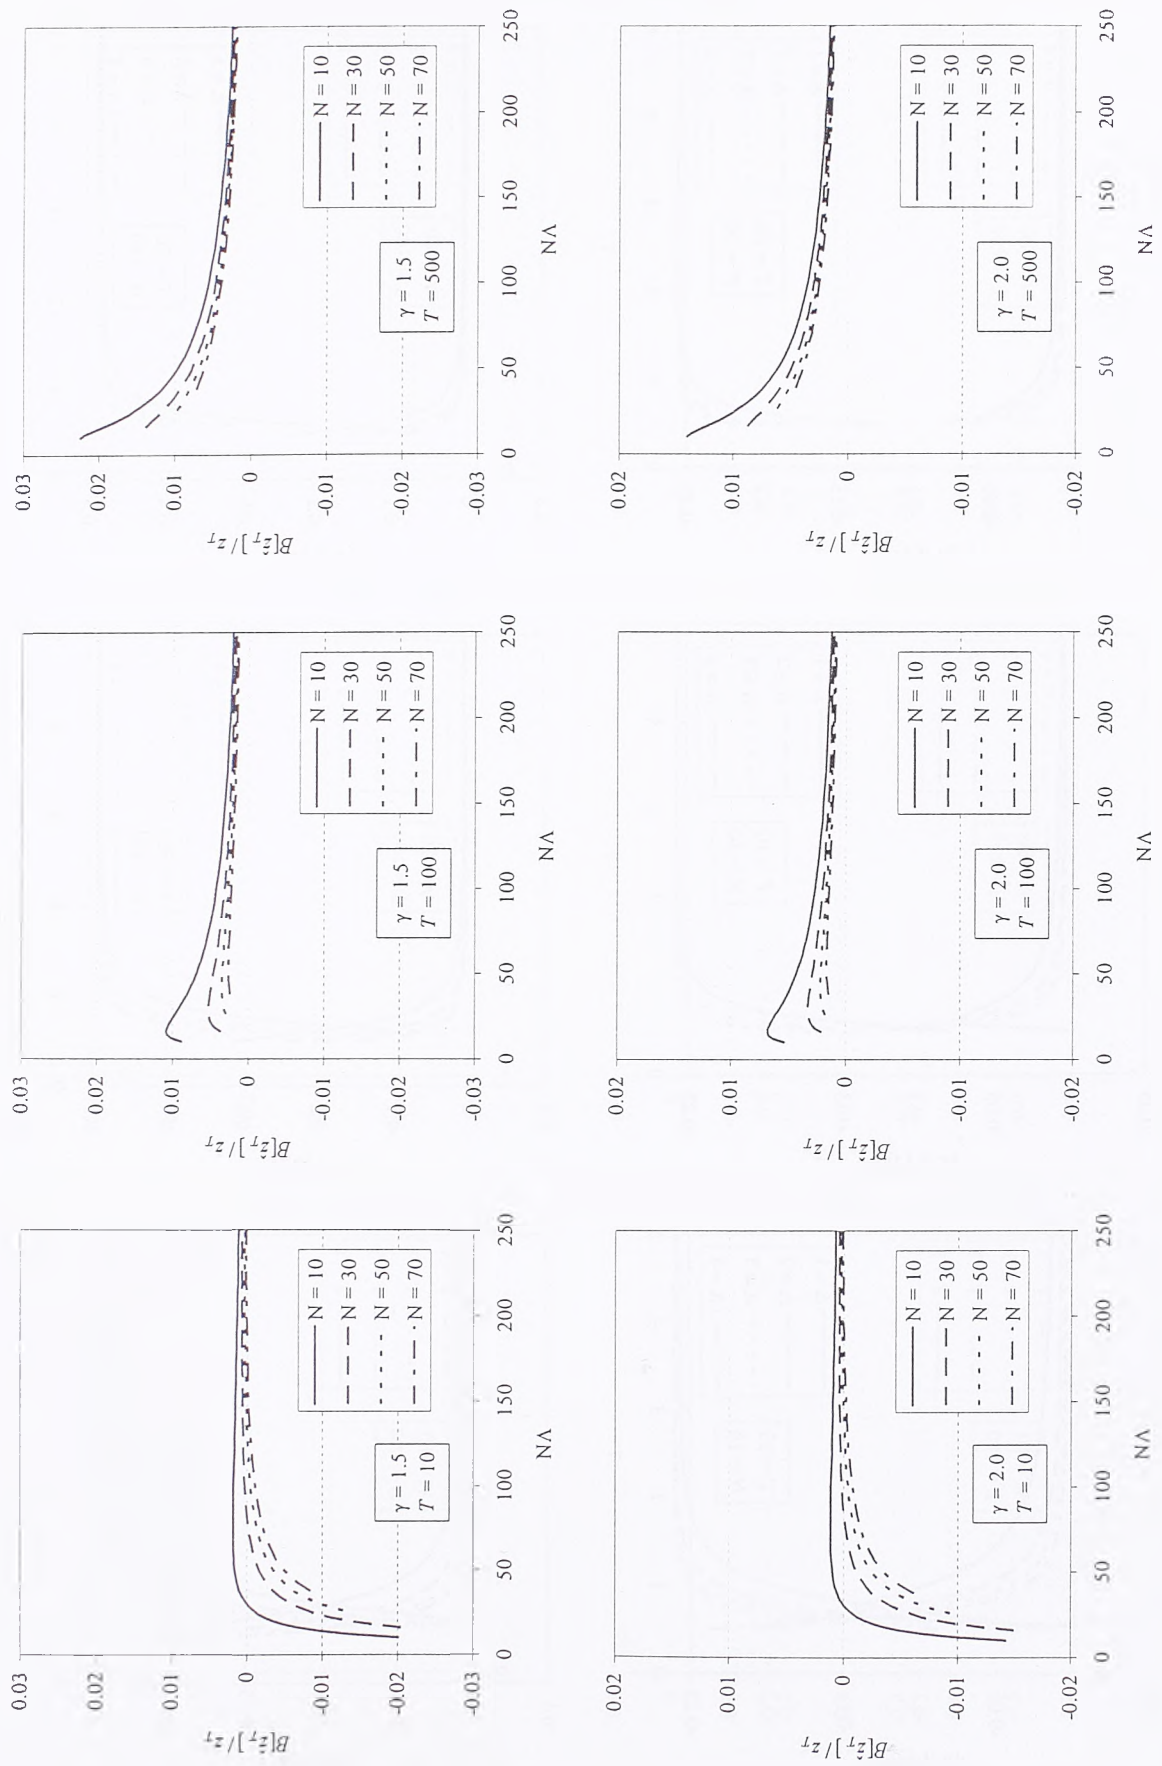 B[ẑ_T]/z_T
0.03
0.02
0.01
0
-0.01
-0.02
-0.03
γ = 1.5
T = 10
N = 10
N = 30
N = 50
N = 70
0 50 100 150 200 250
NΛ
B[ẑ_T]/z_T
0.03
0.02
0.01
0
-0.01
-0.02
-0.03
γ = 1.5
T = 100
N = 10
N = 30
N = 50
N = 70
0 50 100 150 200 250
NΛ
B[ẑ_T]/z_T
0.03
0.02
0.01
0
-0.01
-0.02
-0.03
γ = 1.5
T = 500
N = 10
N = 30
N = 50
N = 70
0 50 100 150 200 250
NΛ
B[ẑ_T]/z_T
0.02
0.01
0
-0.01
-0.02
γ = 2.0
T = 10
N = 10
N = 30
N = 50
N = 70
0 50 100 150 200 250
NΛ
B[ẑ_T]/z_T
0.02
0.01
0
-0.01
-0.02
γ = 2.0
T = 100
N = 10
N = 30
N = 50
N = 70
0 50 100 150 200 250
NΛ
B[ẑ_T]/z_T
0.02
0.01
0
-0.01
-0.02
γ = 2.0
T = 500
N = 10
N = 30
N = 50
N = 70
0 50 100 150 200 250
NΛ